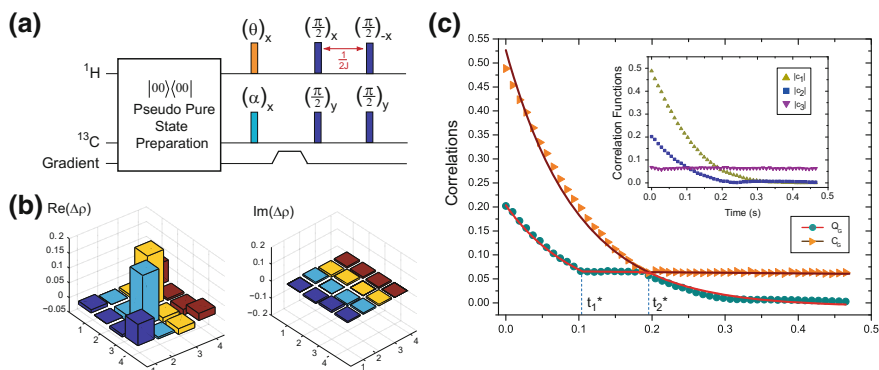 (a)
(θ)x (π/2)x (π/2)-x
1/2J
¹H
|00⟩⟨00|
Pseudo Pure
State
Preparation
(α)x (π/2)y (π/2)y
¹³C
Gradient
(b)
Re(Δρ)
0.2
0.15
0.1
0.05
0
-0.05
1
2
3
4
1
2
3
4
Im(Δρ)
0.2
0.1
0
-0.1
-0.2
1
2
3
4
1
2
3
4
(c)
Correlations
0.55
0.50
0.45
0.40
0.35
0.30
0.25
0.20
0.15
0.10
0.05
0.00
0.0 0.1 0.2 0.3 0.4 0.5
t₁* t₂*
Correlation Functions
0.5
0.4
0.3
0.2
0.1
0.0
0.0 0.1 0.2 0.3 0.4 0.5
Time (s)
|c₁|
|c₂|
|c₃|
Q_G
C_G